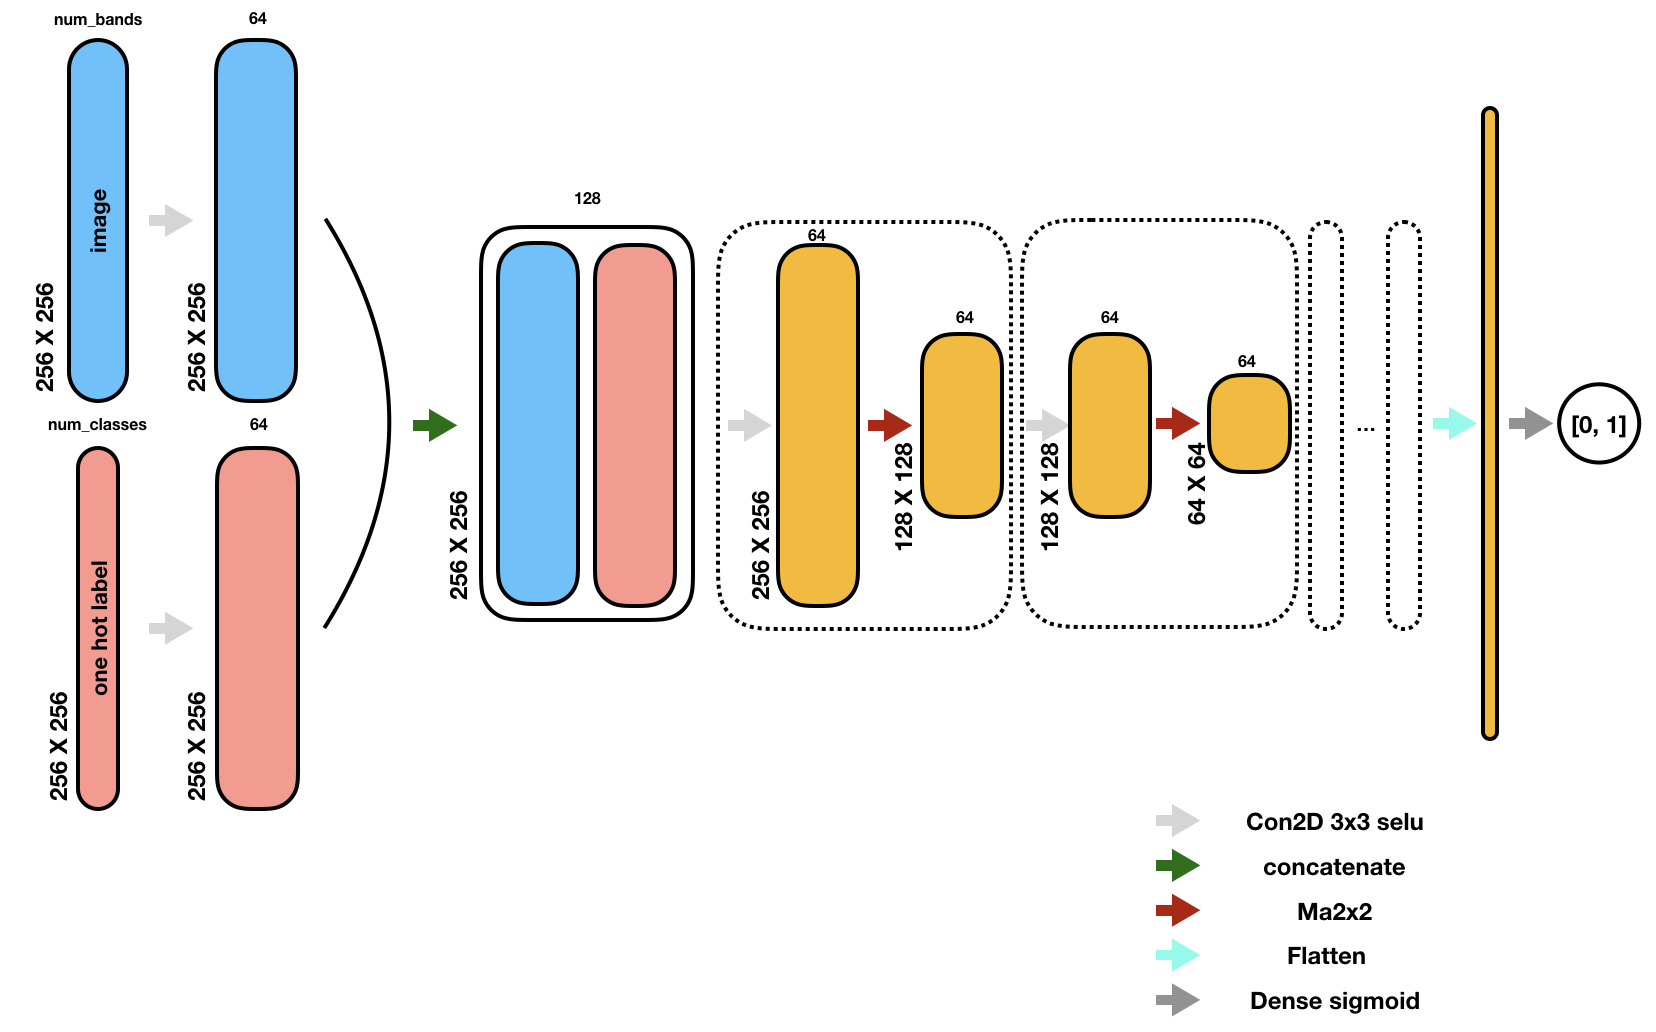 num_bands
64
image
256 X 256
256 X 256
num_classes
64
one hot label
256 X 256
256 X 256
128
256 X 256
64
256 X 256
64
128 X 128
64
128 X 128
64
64 X 64
...
[0, 1]
Con2D 3x3 selu
concatenate
Ma2x2
Flatten
Dense sigmoid